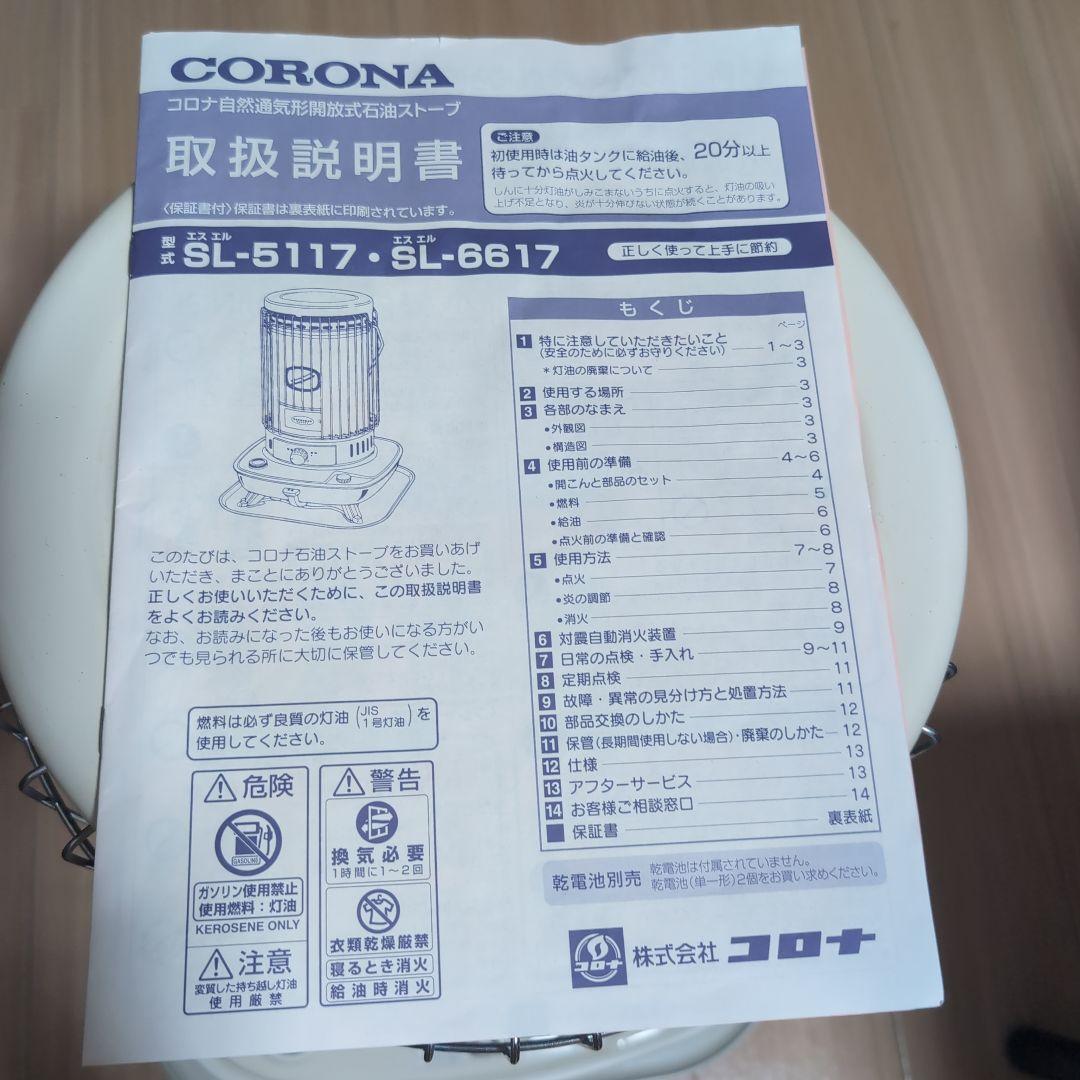 CORONA
コロナ自然通気形開放式石油ストーブ
取扱説明書
〈保証書付〉保証書は裏表紙に印刷されています。
ご注意
初使用時は油タンクに給油後、20分以上
待ってから点火してください。
しんに十分灯油がしみこまないうちに点火すると、灯油の吸い
上げ不足となり、炎が十分伸びない状態が続くことがあります。
型式 エス エル エス エル
SL-5117・SL-6617
正しく使って上手に節約
このたびは、コロナ石油ストーブをお買いあげ
いただき、まことにありがとうございました。
正しくお使いいただくために、この取扱説明書
をよくお読みください。
なお、お読みになった後もお使いになる方がい
つでも見られる所に大切に保管してください。
燃料は必ず良質の灯油(JIS 1号灯油)を
使用してください。
危険
GASOLINE
ガソリン使用禁止
使用燃料:灯油
KEROSENE ONLY
注意
変質した持ち越し灯油
使用厳禁
警告
換気必要
1時間に1〜2回
衣類乾燥厳禁
寝るとき消火
給油時消火
もくじ
ページ
1 特に注意していただきたいこと
(安全のために必ずお守りください) 1〜3
*灯油の廃棄について 3
2 使用する場所 3
3 各部のなまえ 3
•外観図 3
•構造図 3
4 使用前の準備 4〜6
•開こんと部品のセット 4
•燃料 5
•給油 6
•点火前の準備と確認 6
5 使用方法 7〜8
•点火 7
•炎の調節 8
•消火 8
6 対震自動消火装置 9
7 日常の点検・手入れ 9〜11
8 定期点検 11
9 故障・異常の見分け方と処置方法 11
10 部品交換のしかた 12
11 保管(長期間使用しない場合)・廃棄のしかた 12
12 仕様 13
13 アフターサービス 13
14 お客様ご相談窓口 14
■ 保証書 裏表紙
乾電池別売
乾電池は付属されていません。
乾電池(単一形)2個をお買い求めください。
コロナ
株式会社 コロナ